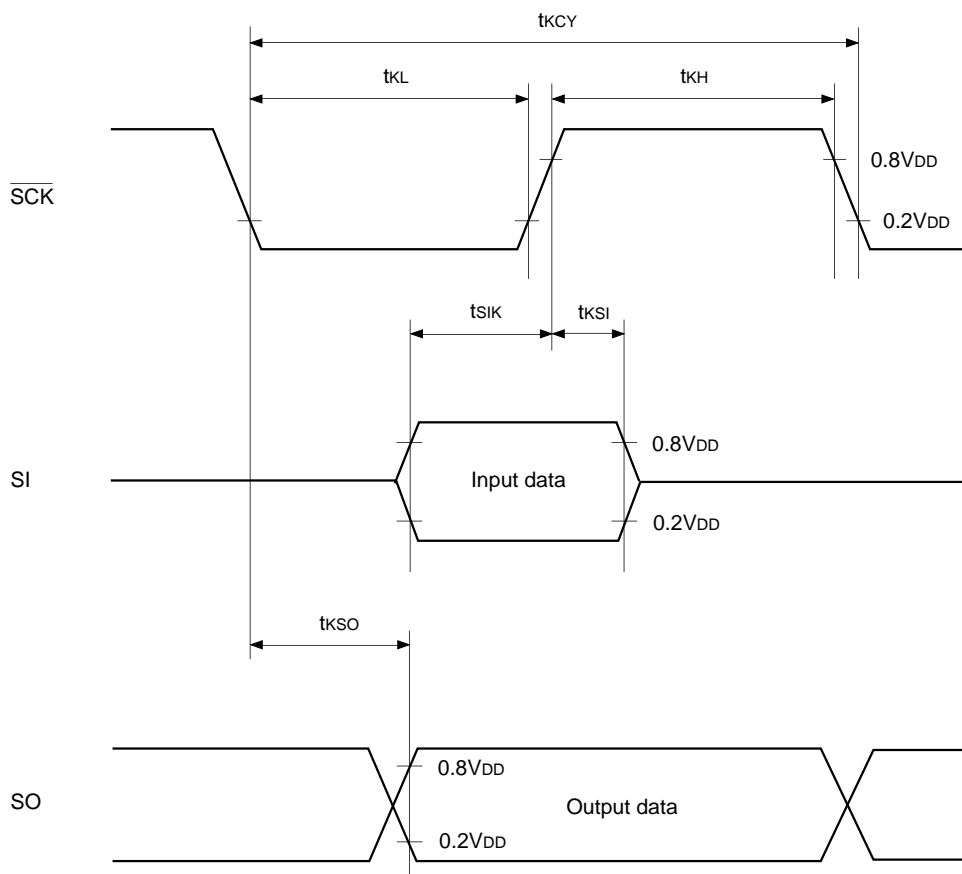 tKCY
tKL
tKH
0.8VDD
SCK
0.2VDD
tSIK
tKSI
0.8VDD
SI
Input data
0.2VDD
tKSO
0.8VDD
SO
Output data
0.2VDD